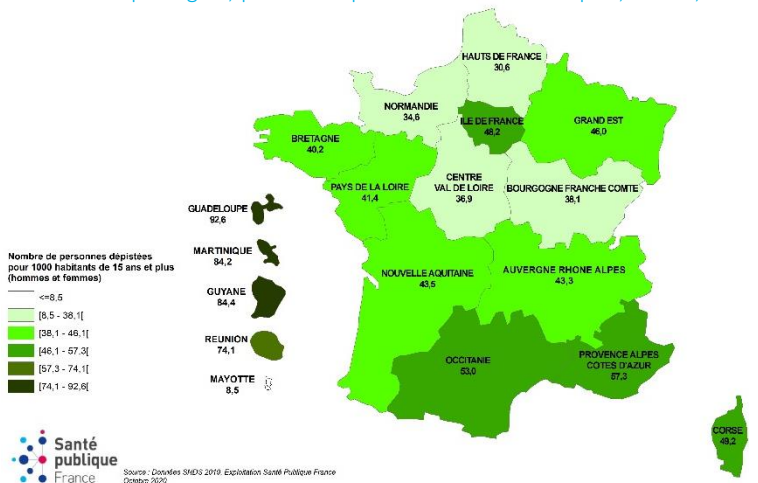 HAUTS DE FRANCE
30,6
NORMANDIE
34,6
ILE DE FRANCE
48,2
GRAND EST
46,0
BRETAGNE
40,2
PAYS DE LA LOIRE
41,4
CENTRE
VAL DE LOIRE
36,9
BOURGOGNE FRANCHE COMTE
38,1
GUADELOUPE
92,6
MARTINIQUE
84,2
GUYANE
84,4
REUNION
74,1
MAYOTTE
8,5
NOUVELLE AQUITAINE
43,5
AUVERGNE RHONE ALPES
43,3
OCCITANIE
53,0
PROVENCE ALPES
COTES D'AZUR
57,3
CORSE
49,2
Nombre de personnes dépistées
pour 1000 habitants de 15 ans et plus
(hommes et femmes)
<=8,5
[8,5 - 38,1[
[38,1 - 46,1[
[46,1 - 57,3[
[57,3 - 74,1[
[74,1 - 92,6[
Santé
publique
France
Source : Données SNDS 2019. Exploitation Santé Publique France
Octobre 2020